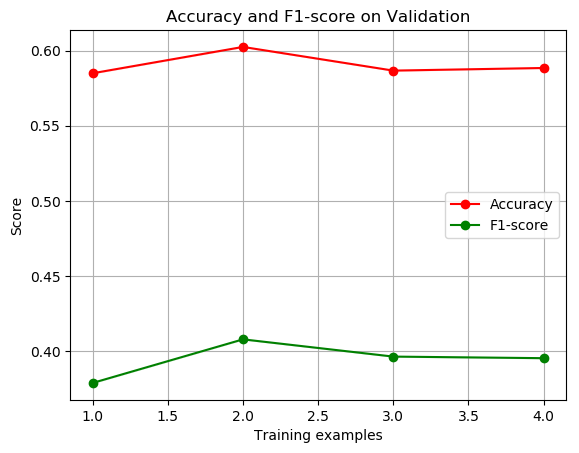 Accuracy and F1-score on Validation
0.60
0.55
0.50
0.45
0.40
Score
Accuracy
F1-score
1.0 1.5 2.0 2.5 3.0 3.5 4.0
Training examples